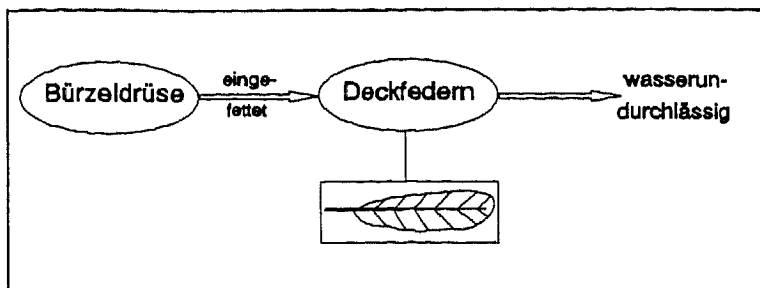 Bürzeldrüse
einge-
fettet
Deckfedern
wasserun-
durchlässig